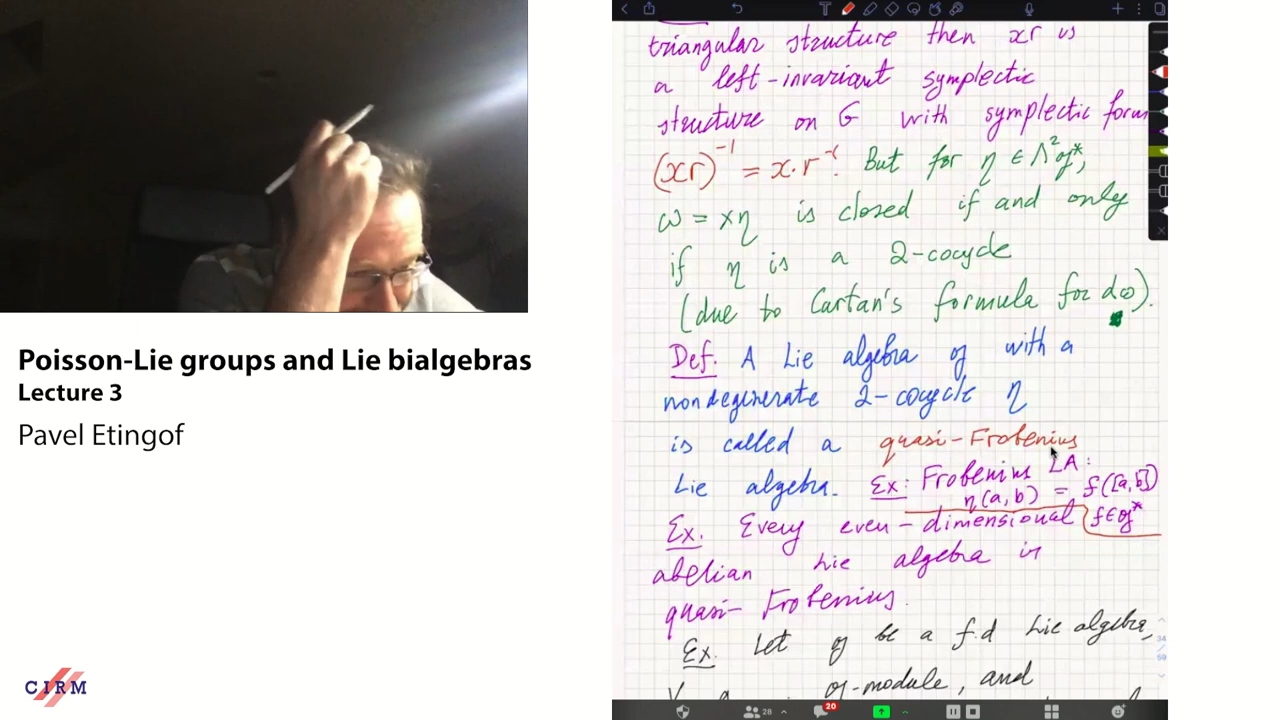 Poisson-Lie groups and Lie bialgebras
Lecture 3
Pavel Etingof
CIRM
triangular structure then xr is
a left-invariant symplectic
structure on G with symplectic form
(xr)⁻¹ = x·r⁻¹. But for η ∈ Λ²𝔤*,
ω = xη is closed if and only
if η is a 2-cocycle
(due to Cartan's formula for dω).
Def. A Lie algebra 𝔤 with a
nondegenerate 2-cocycle η
is called a quasi-Frobenius
Lie algebra. Ex: Frobenius LA:
η(a,b) = f([a,b])
f∈𝔤*
Ex. Every even-dimensional
abelian Lie algebra is
quasi-Frobenius.
Ex. Let 𝔤 be a f.d Lie algebra,
V a 𝔤-module, and
34
59
28
20